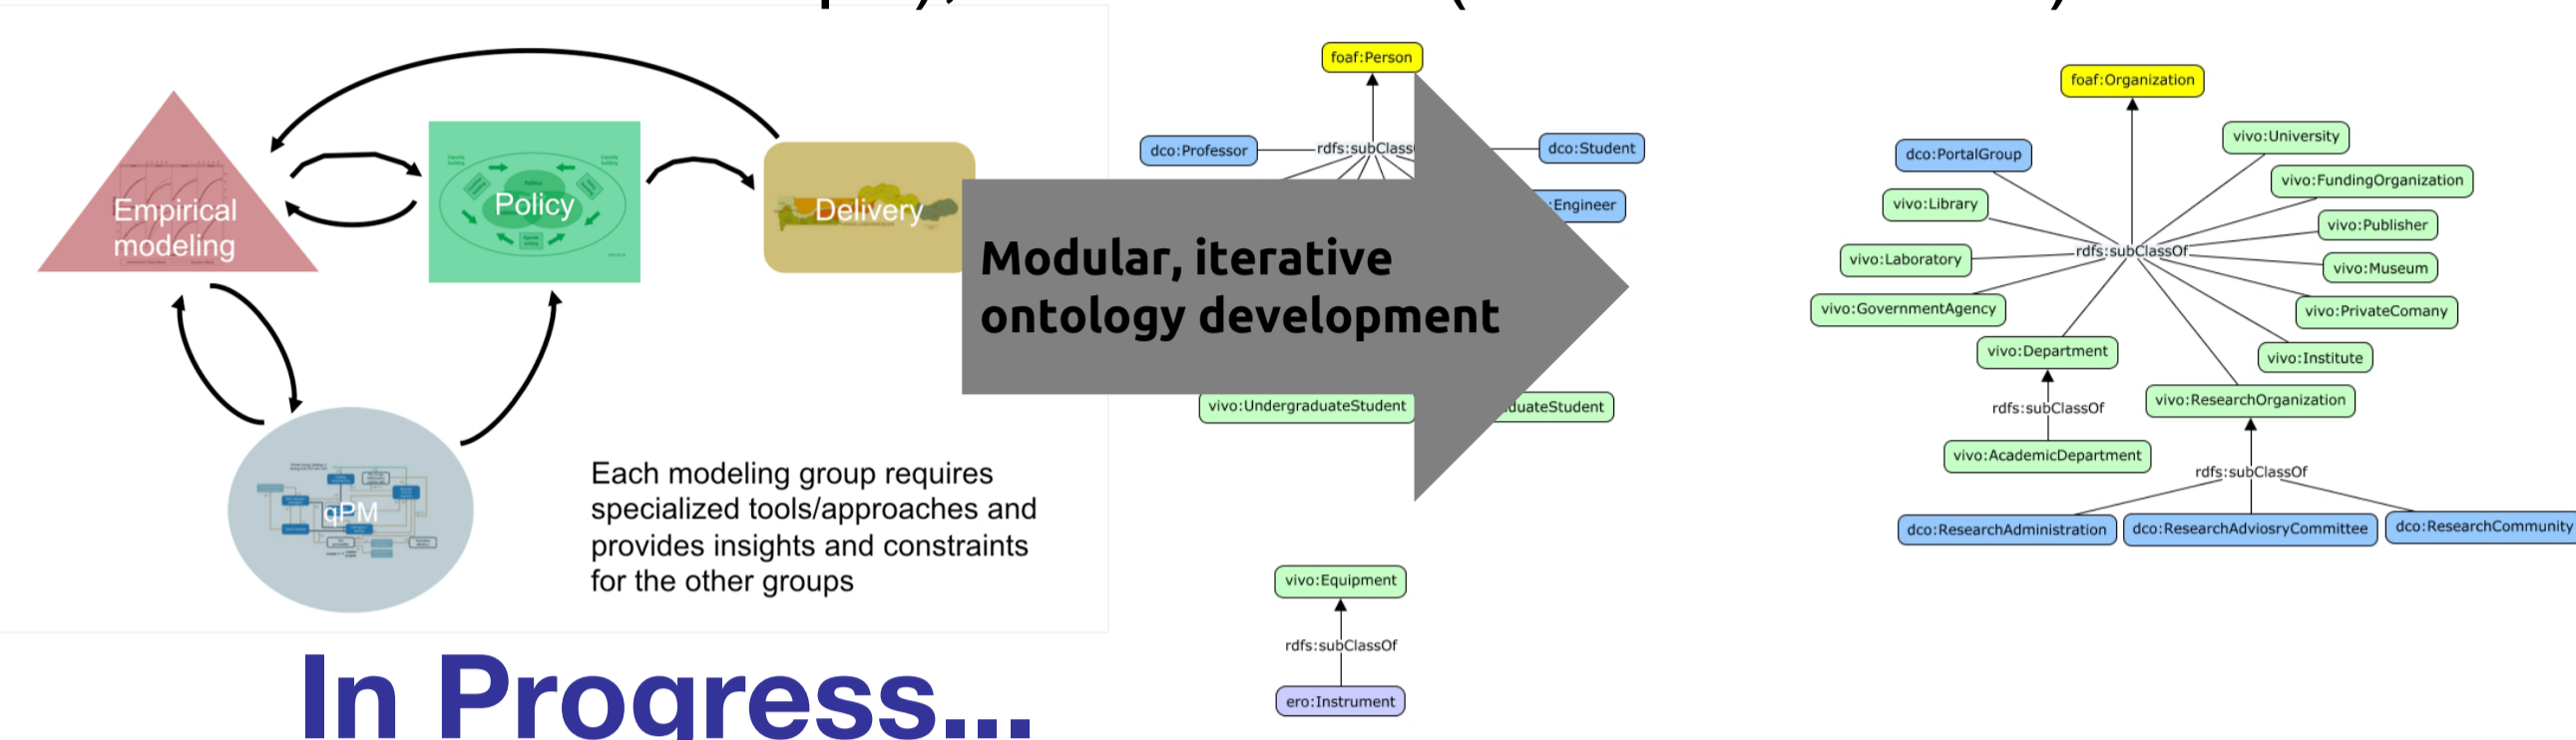 Empirical
modeling
Policy
Delivery
qPM
Each modeling group requires
specialized tools/approaches and
provides insights and constraints
for the other groups
In Progress...
Modular, iterative
ontology development
foaf:Person
dco:Professor
rdfs:subClass
dco:Student
:Engineer
vivo:UndergraduateStudent
duateStudent
vivo:Equipment
rdfs:subClassOf
ero:Instrument
foaf:Organization
dco:PortalGroup
vivo:University
vivo:FundingOrganization
vivo:Library
vivo:Publisher
rdfs:subClassOf
vivo:Laboratory
vivo:Museum
vivo:GovernmentAgency
vivo:PrivateComany
vivo:Department
vivo:Institute
vivo:ResearchOrganization
rdfs:subClassOf
vivo:AcademicDepartment
rdfs:subClassOf
dco:ResearchAdministration
dco:ResearchAdviosryCommittee
dco:ResearchCommunity